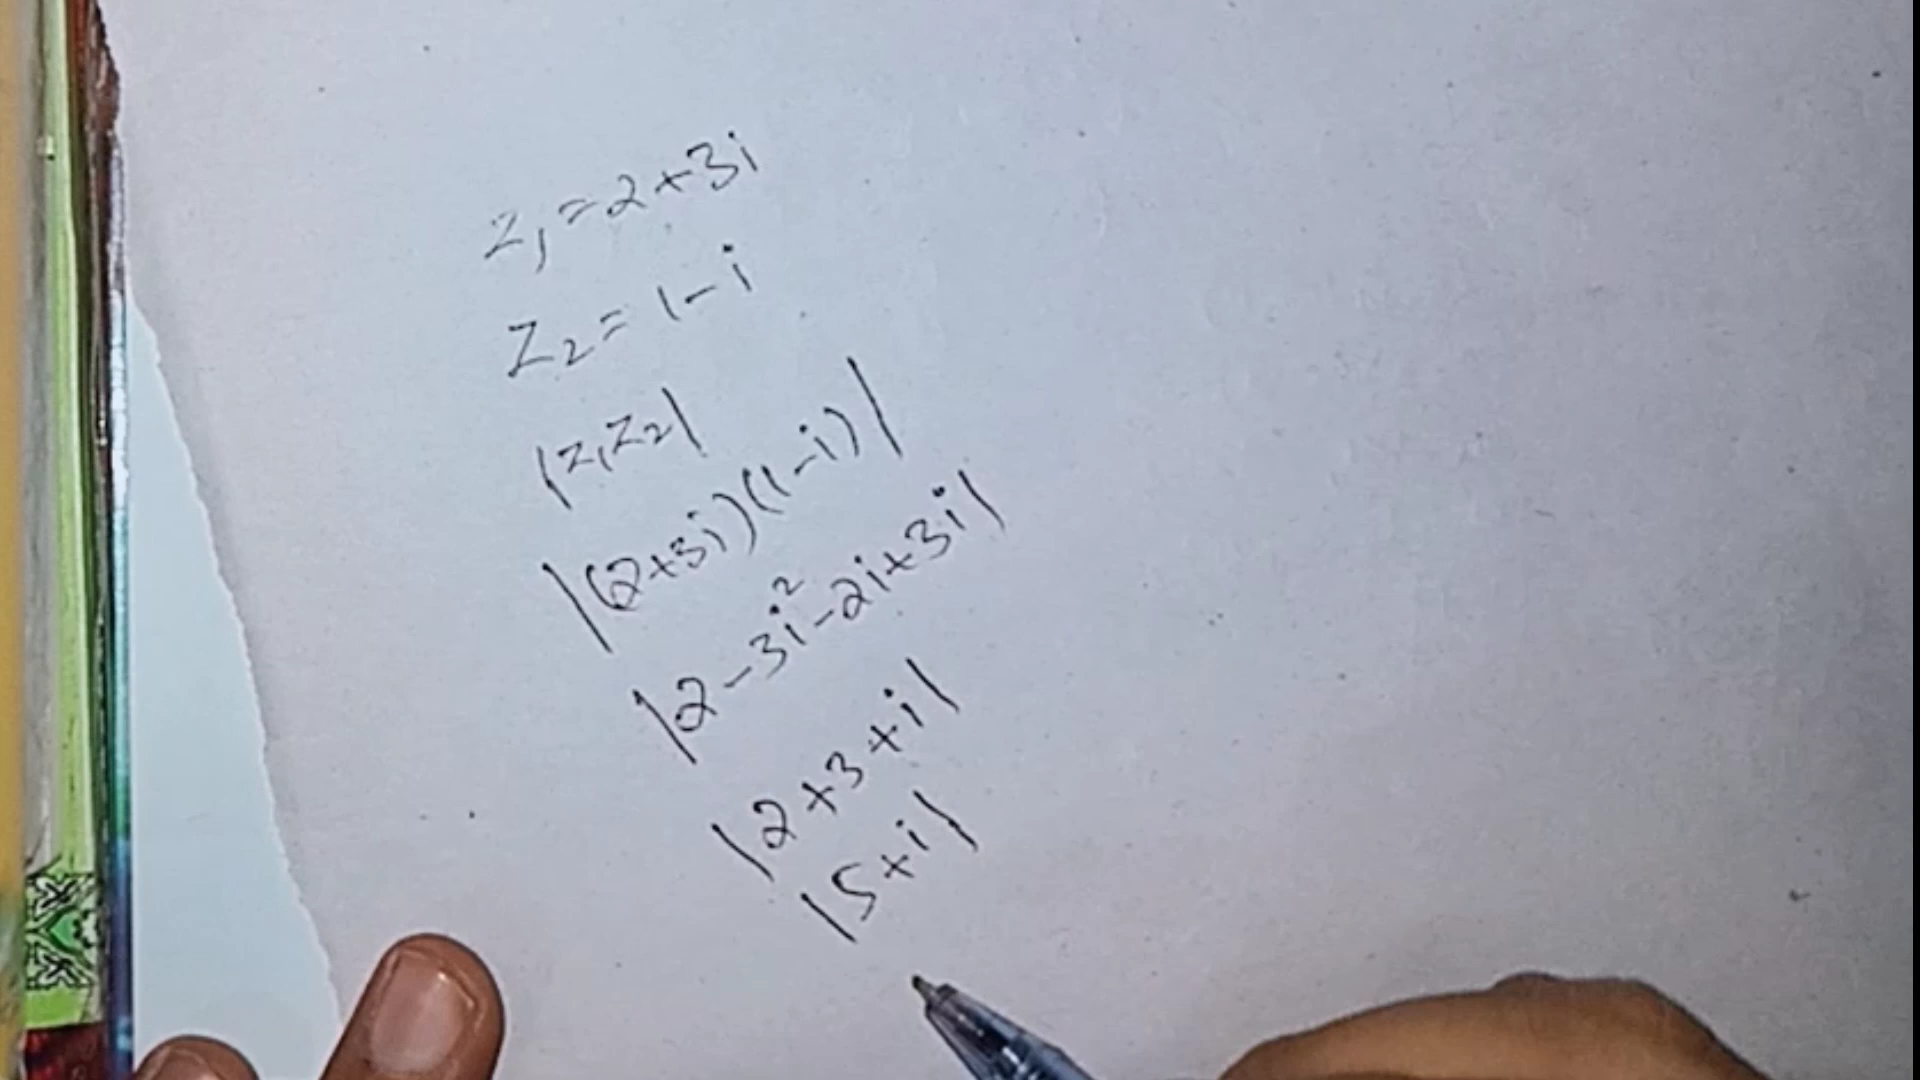 z₁ = 2+3i
z₂ = 1-i
|z₁z₂|
|(2+3i)(1-i)|
|2-3i²-2i+3i|
|2+3+i|
|5+i|